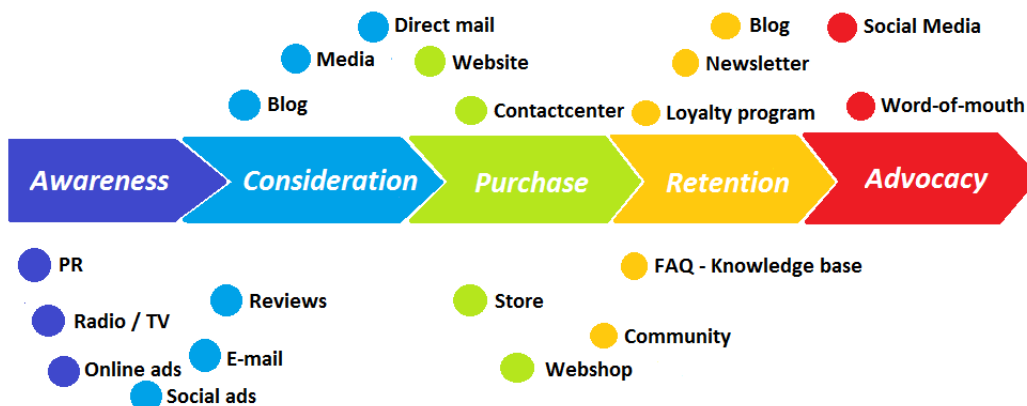 Direct mail
Blog
Social Media
Media
Website
Newsletter
Blog
Contactcenter
Loyalty program
Word-of-mouth
Awareness
Consideration
Purchase
Retention
Advocacy
PR
FAQ - Knowledge base
Reviews
Store
Radio / TV
Community
E-mail
Online ads
Webshop
Social ads